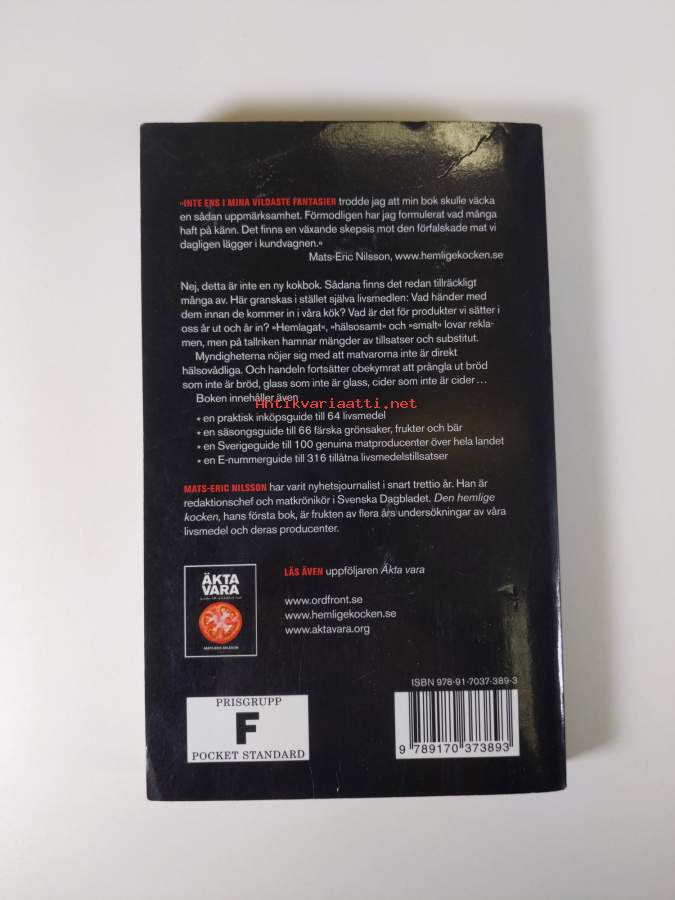 »INTE ENS I MINA VILDASTE FANTASIER trodde jag att min bok skulle väcka
en sådan uppmärksamhet. Förmodligen har jag formulerat vad många
haft på känn. Det finns en växande skepsis mot den förfalskade mat vi
dagligen lägger i kundvagnen.«
Mats-Eric Nilsson, www.hemligekocken.se
Nej, detta är inte en ny kokbok. Sådana finns det redan tillräckligt
många av. Här granskas i stället själva livsmedlen: Vad händer med
dem innan de kommer in i våra kök? Vad är det för produkter vi sätter i
oss år ut och år in? »Hemlagat«, »hälsosamt« och »smalt« lovar rekla-
men, men på tallriken hamnar mängder av tillsatser och substitut.
Myndigheterna nöjer sig med att matvarorna inte är direkt
hälsovådliga. Och handeln fortsätter obekymrat att prångla ut bröd
som inte är bröd, glass som inte är glass, cider som inte är cider…
Boken innehåller även
Antikvariaatti.net
* en praktisk inköpsguide till 64 livsmedel
* en säsongsguide till 66 färska grönsaker, frukter och bär
* en Sverigeguide till 100 genuina matproducenter över hela landet
* en E-nummerguide till 316 tillåtna livsmedelstillsatser
MATS-ERIC NILSSON har varit nyhetsjournalist i snart trettio år. Han är
redaktionschef och matkrönikör i Svenska Dagbladet. Den hemlige
kocken, hans första bok, är frukten av flera års undersökningar av våra
livsmedel och deras producenter.
ÄKTA
VARA
MATS-ERIC NILSSON
LÄS ÄVEN uppföljaren Äkta vara
www.ordfront.se
www.hemligekocken.se
www.aktavara.org
ISBN 978-91-7037-389-3
PRISGRUPP
F
POCKET STANDARD
9 789170 373893